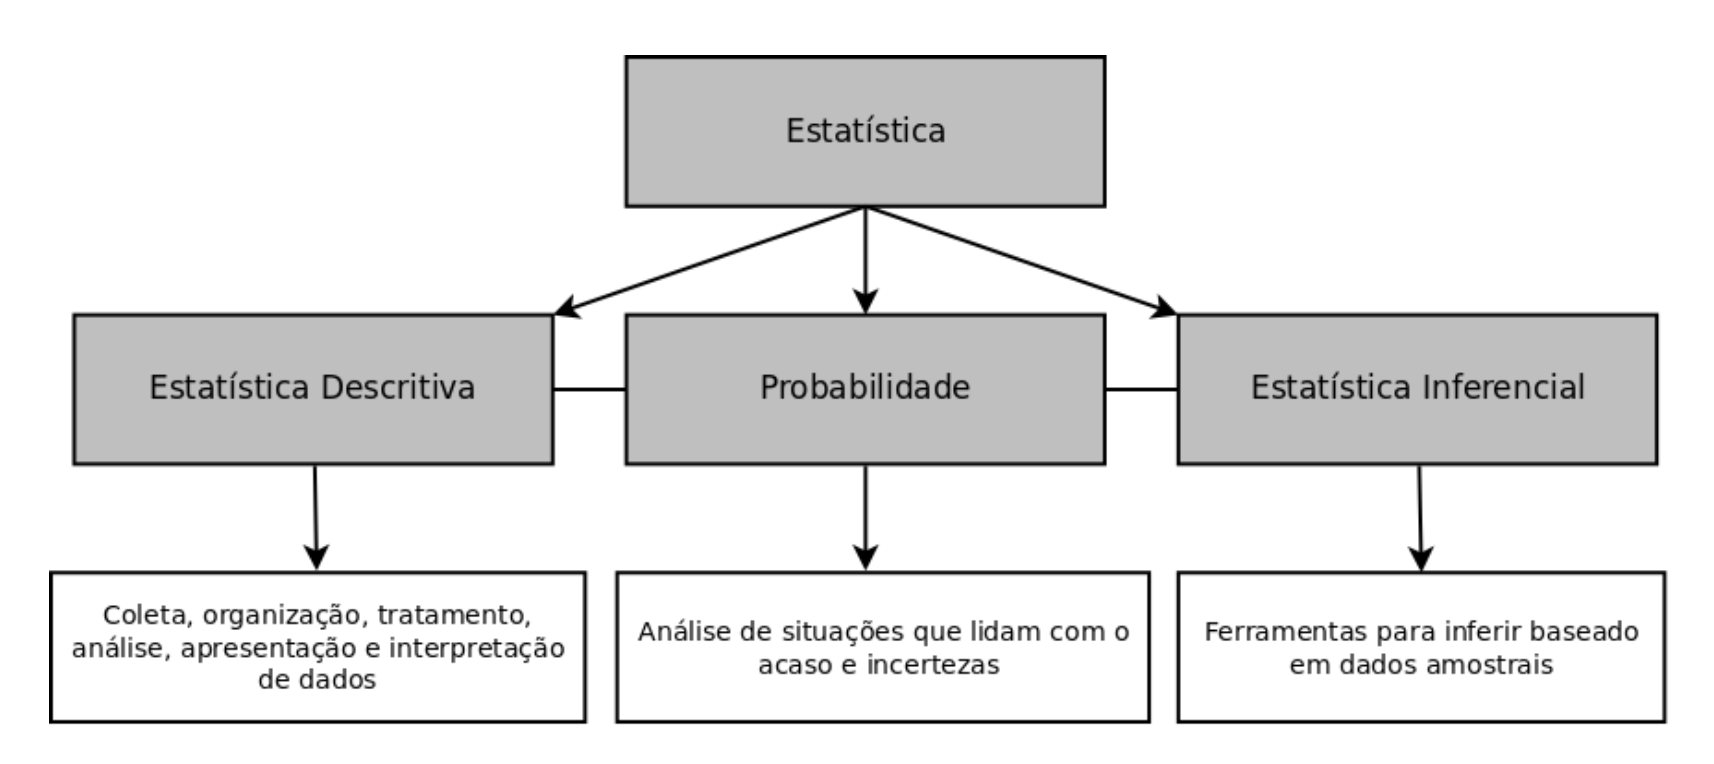 Estatística
Estatística Descritiva
Probabilidade
Estatística Inferencial
Coleta, organização, tratamento,
análise, apresentação e interpretação
de dados
Análise de situações que lidam com o
acaso e incertezas
Ferramentas para inferir baseado
em dados amostrais